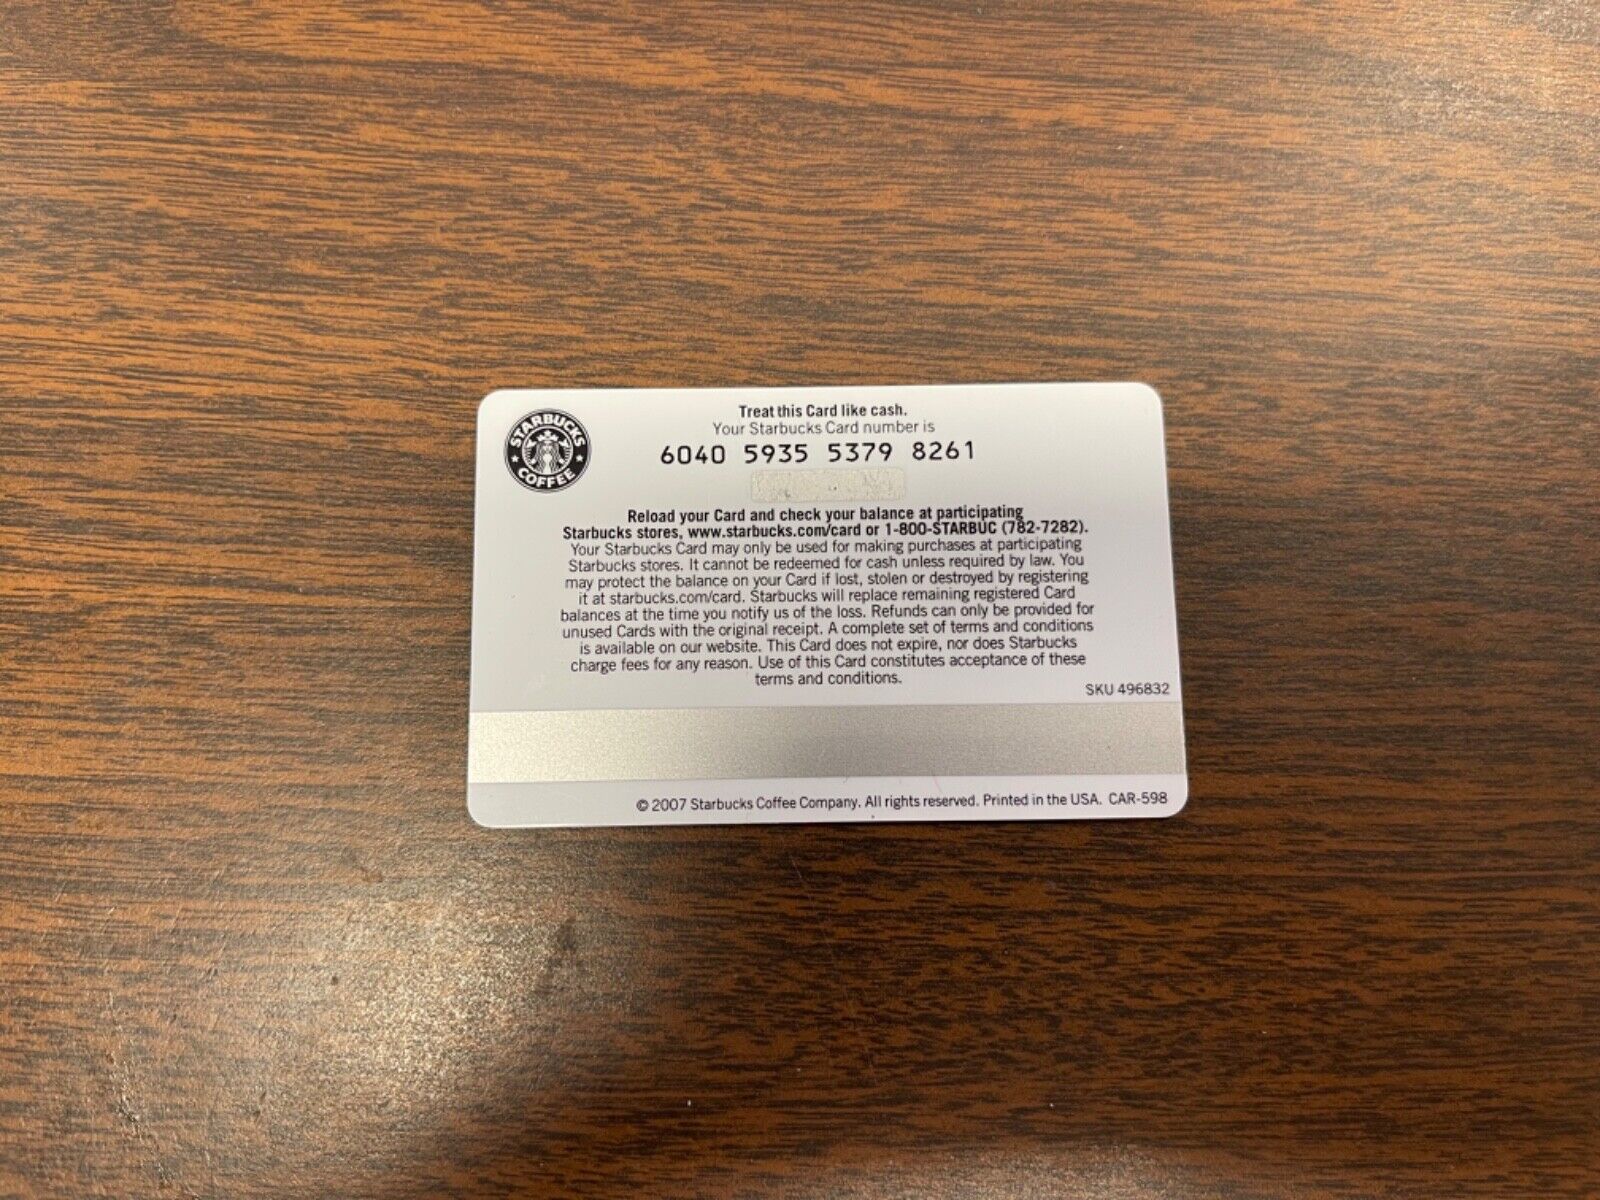 STARBUCKS
COFFEE
Treat this Card like cash.
Your Starbucks Card number is
6040 5935 5379 8261
Reload your Card and check your balance at participating
Starbucks stores, www.starbucks.com/card or 1-800-STARBUC (782-7282).
Your Starbucks Card may only be used for making purchases at participating
Starbucks stores. It cannot be redeemed for cash unless required by law. You
may protect the balance on your Card if lost, stolen or destroyed by registering
it at starbucks.com/card. Starbucks will replace remaining registered Card
balances at the time you notify us of the loss. Refunds can only be provided for
unused Cards with the original receipt. A complete set of terms and conditions
is available on our website. This Card does not expire, nor does Starbucks
charge fees for any reason. Use of this Card constitutes acceptance of these
terms and conditions.
SKU 496832
© 2007 Starbucks Coffee Company. All rights reserved. Printed in the USA. CAR-598